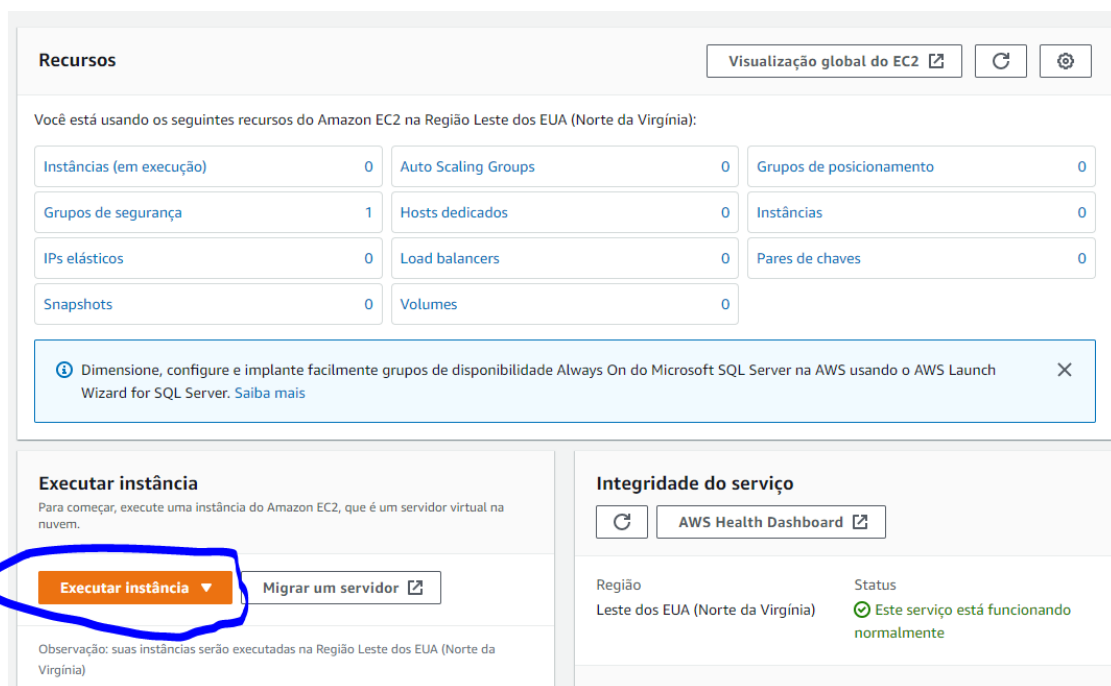 Recursos
Visualização global do EC2
Você está usando os seguintes recursos do Amazon EC2 na Região Leste dos EUA (Norte da Virgínia):
Instâncias (em execução) 0
Auto Scaling Groups 0
Grupos de posicionamento 0
Grupos de segurança 1
Hosts dedicados 0
Instâncias 0
IPs elásticos 0
Load balancers 0
Pares de chaves 0
Snapshots 0
Volumes 0
Dimensione, configure e implante facilmente grupos de disponibilidade Always On do Microsoft SQL Server na AWS usando o AWS Launch
Wizard for SQL Server. Saiba mais
Executar instância
Para começar, execute uma instância do Amazon EC2, que é um servidor virtual na
nuvem.
Executar instância
Migrar um servidor
Observação: suas instâncias serão executadas na Região Leste dos EUA (Norte da
Virgínia)
Integridade do serviço
AWS Health Dashboard
Região
Leste dos EUA (Norte da Virgínia)
Status
Este serviço está funcionando
normalmente